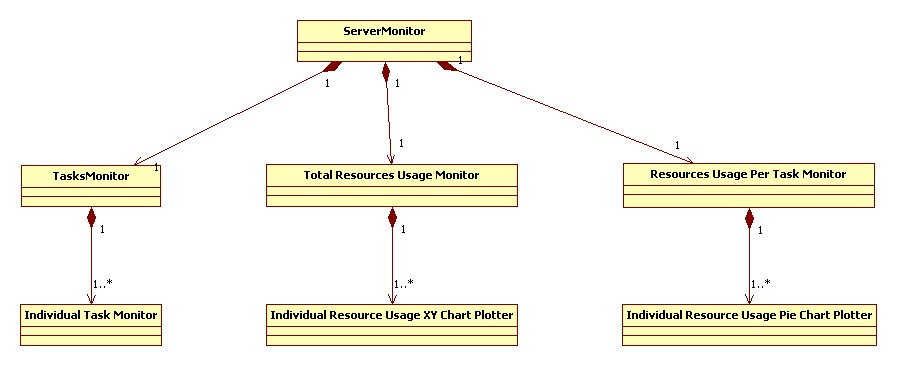 ServerMonitor
1
1
1
1
1
1
TasksMonitor
Total Resources Usage Monitor
Resources Usage Per Task Monitor
1
1
1
1..*
1..*
1..*
Individual Task Monitor
Individual Resource Usage XY Chart Plotter
Individual Resource Usage Pie Chart Plotter